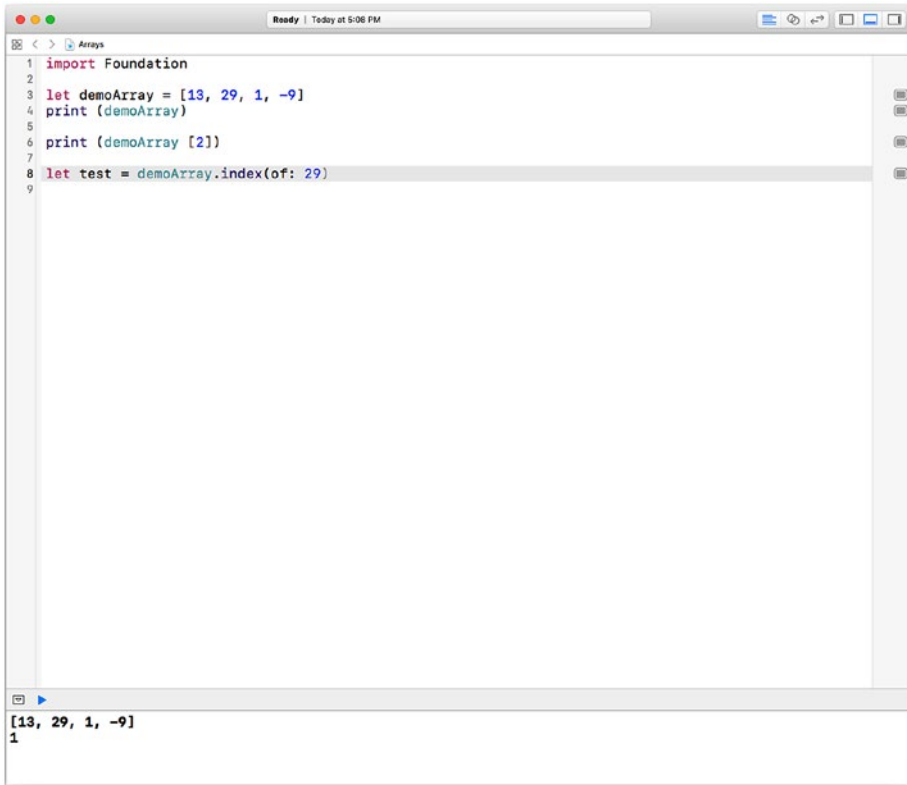 Ready | Today at 5:06 PM
Arrays
1 import Foundation
2
3 let demoArray = [13, 29, 1, -9]
4 print (demoArray)
5
6 print (demoArray [2])
7
8 let test = demoArray.index(of: 29)
9
[13, 29, 1, -9]
1